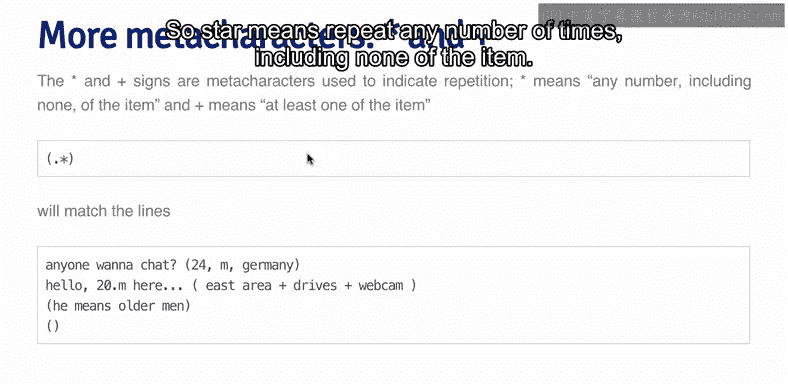 More metacharacters: * and +
So star means repeat any number of times,
including none of the item.
The * and + signs are metacharacters used to indicate repetition; * means “any number, including
none, of the item” and + means “at least one of the item”
(.*)
will match the lines
anyone wanna chat? (24, m, germany)
hello, 20.m here... ( east area + drives + webcam )
(he means older men)
()